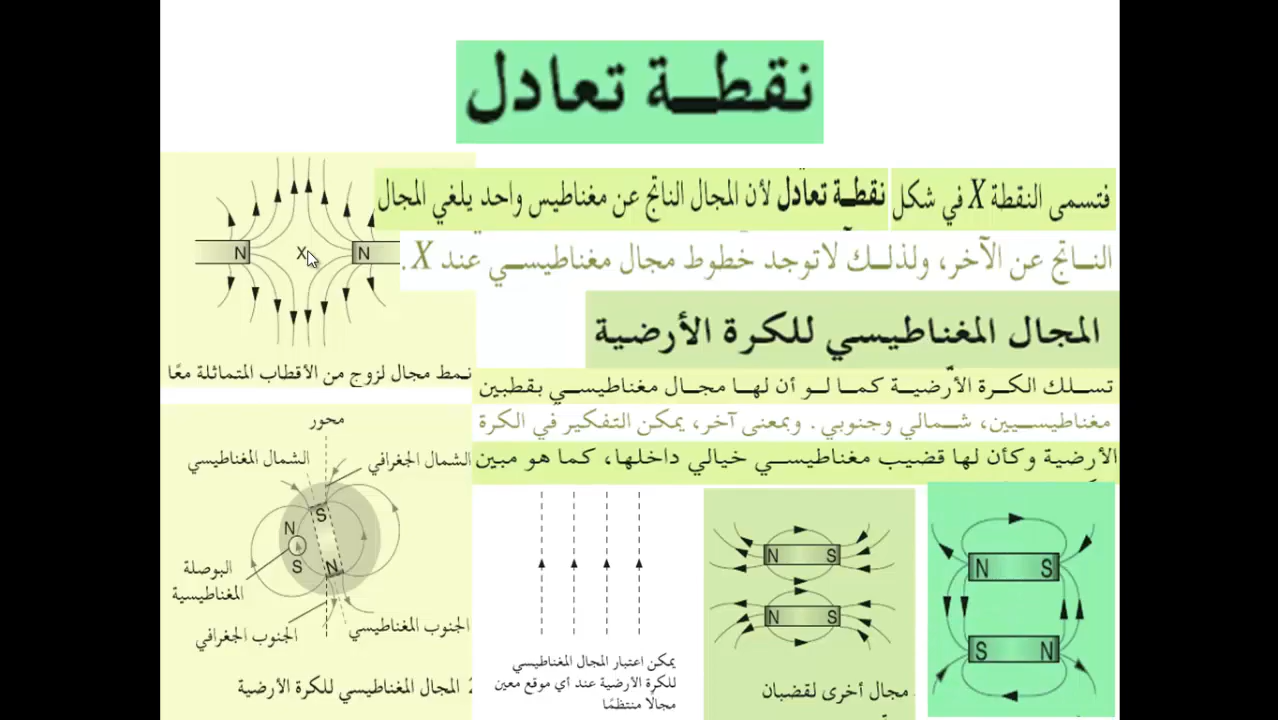 نقطة تعادل
فتسمى النقطة X في شكل نقطة تعادل لأن المجال الناتج عن مغناطيس واحد يلغي المجال
الناتج عن الآخر، ولذلك لاتوجد خطوط مجال مغناطيسي عند X.
N X N
نمط مجال لزوج من الأقطاب المتماثلة معًا
المجال المغناطيسي للكرة الأرضية
تسلك الكرة الأرضية كما لو أن لها مجال مغناطيسي بقطبين
مغناطيسيين، شمالي وجنوبي. وبمعنى آخر، يمكن التفكير في الكرة
الأرضية وكأن لها قضيب مغناطيسي خيالي داخلها، كما هو مبين
محور
الشمال الجغرافي
الشمال المغناطيسي
S
N
S
N
البوصلة
المغناطيسية
الجنوب المغناطيسي
الجنوب الجغرافي
2 المجال المغناطيسي للكرة الأرضية
يمكن اعتبار المجال المغناطيسي
للكرة الأرضية عند أي موقع معين
مجالًا منتظمًا
N S
N S
مجال أخرى لقضبان
N S
S N